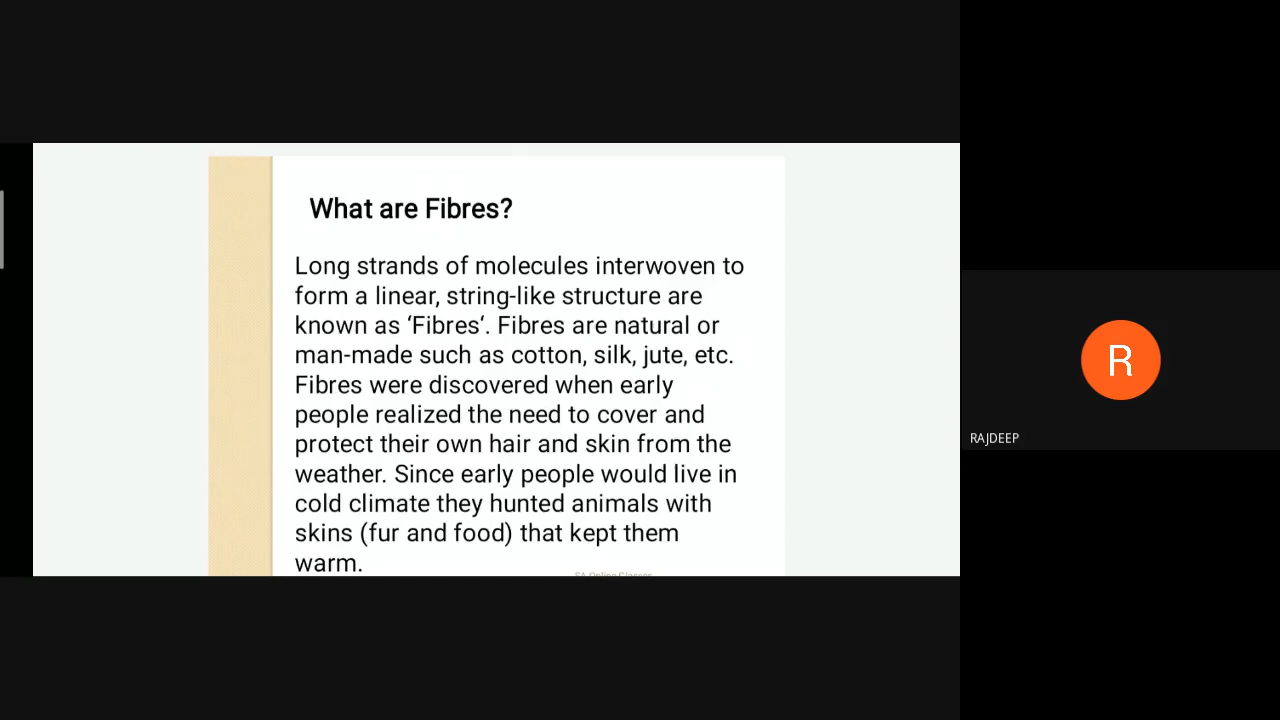 What are Fibres?
Long strands of molecules interwoven to
form a linear, string-like structure are
known as ‘Fibres‘. Fibres are natural or
man-made such as cotton, silk, jute, etc.
Fibres were discovered when early
people realized the need to cover and
protect their own hair and skin from the
weather. Since early people would live in
cold climate they hunted animals with
skins (fur and food) that kept them
warm.
SA Online Classes
R
RAJDEEP